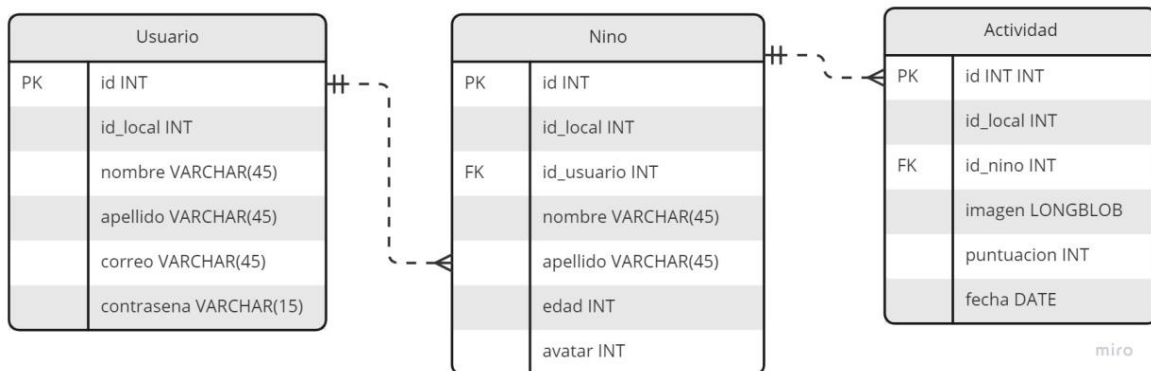 Usuario
PK id INT
id_local INT
nombre VARCHAR(45)
apellido VARCHAR(45)
correo VARCHAR(45)
contrasena VARCHAR(15)
Nino
PK id INT
id_local INT
FK id_usuario INT
nombre VARCHAR(45)
apellido VARCHAR(45)
edad INT
avatar INT
Actividad
PK id INT INT
id_local INT
FK id_nino INT
imagen LONGBLOB
puntuacion INT
fecha DATE
miro